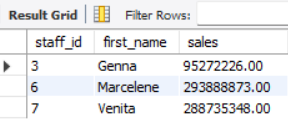 Result Grid Filter Rows:
staff_id first_name sales
3 Genna 95272226.00
6 Marcelene 293888873.00
7 Venita 288735348.00